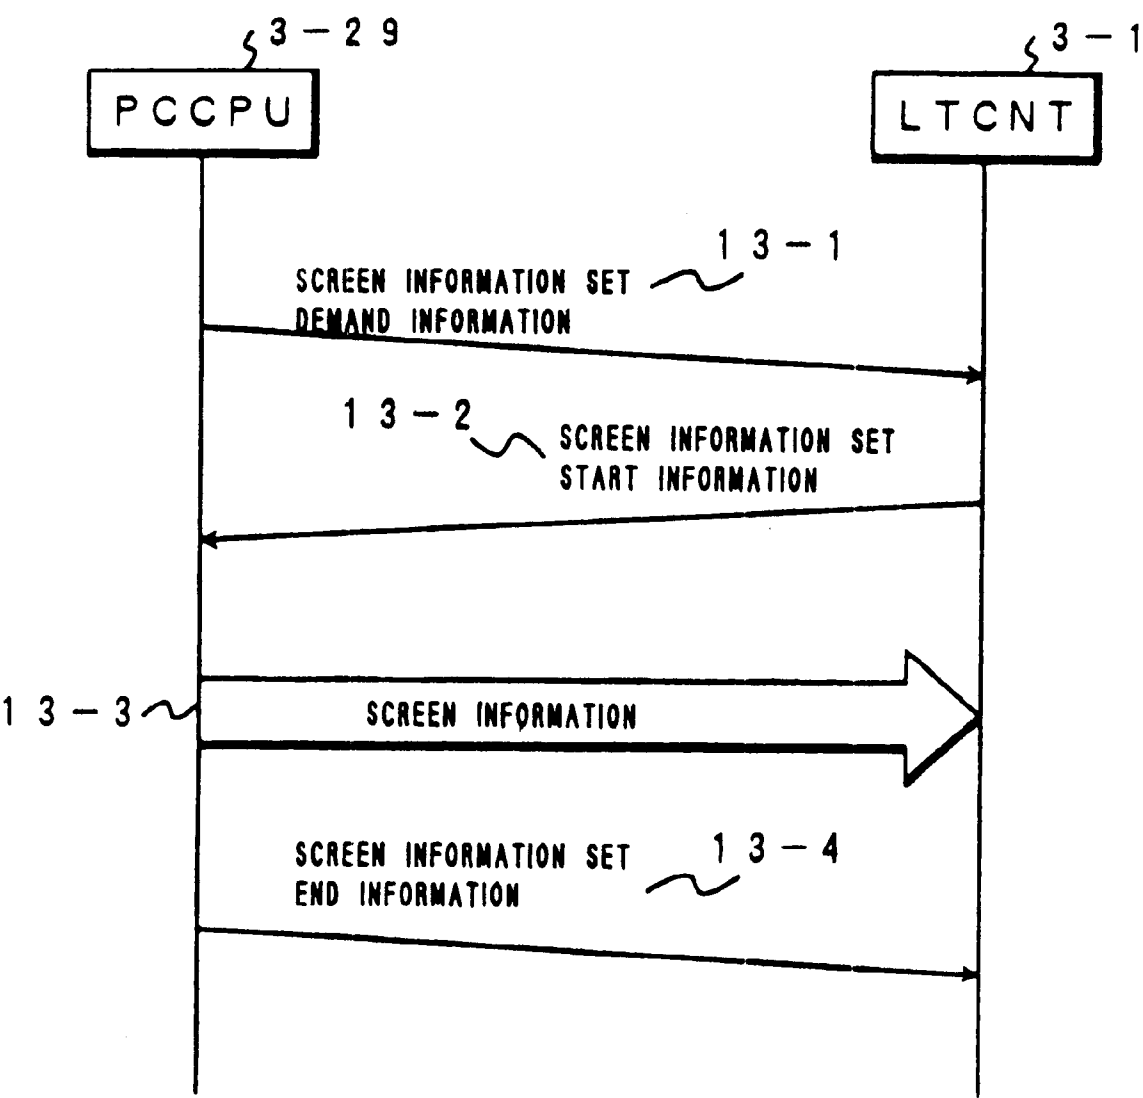 3-29
3-1
PCCPU
LTCNT
13-1
SCREEN INFORMATION SET
DEMAND INFORMATION
13-2
SCREEN INFORMATION SET
START INFORMATION
13-3
SCREEN INFORMATION
13-4
SCREEN INFORMATION SET
END INFORMATION